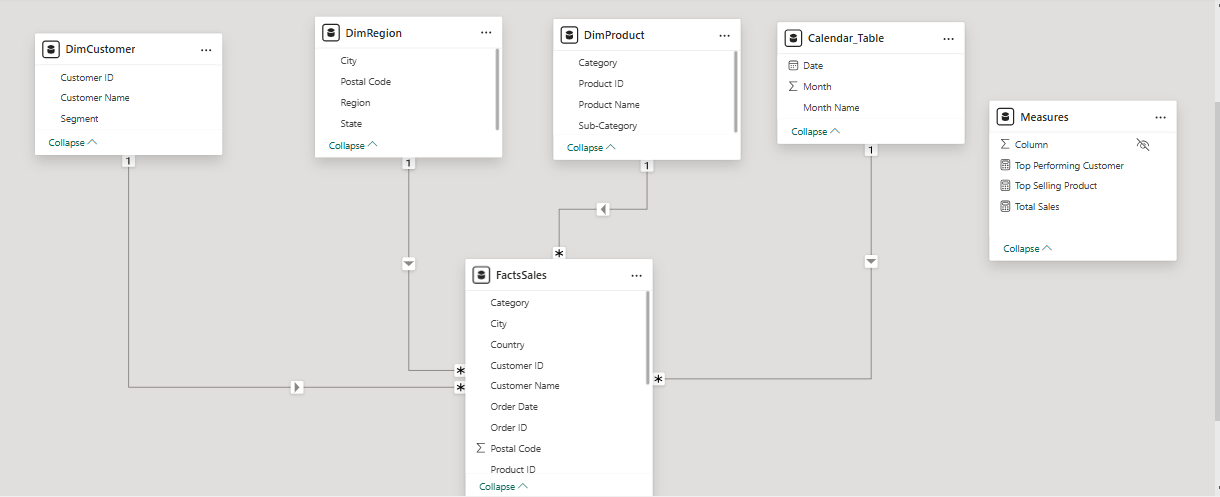 DimCustomer
Customer ID
Customer Name
Segment
Collapse
1
DimRegion
City
Postal Code
Region
State
Collapse
1
DimProduct
Category
Product ID
Product Name
Sub-Category
Collapse
1
Calendar_Table
Date
Σ Month
Month Name
Collapse
1
Measures
Σ Column
Top Performing Customer
Top Selling Product
Total Sales
Collapse
*
FactsSales
Category
City
Country
Customer ID
*
Customer Name
*
*
Order Date
Order ID
Σ Postal Code
Product ID
Collapse